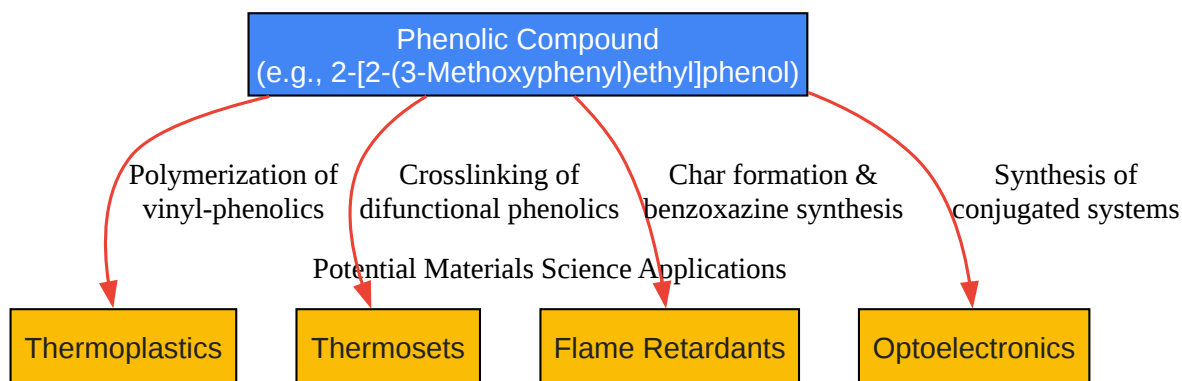 Phenolic Compound
(e.g., 2-[2-(3-Methoxyphenyl)ethyl]phenol)
Polymerization of
vinyl-phenolics
Crosslinking of
difunctional phenolics
Char formation &
benzoxazine synthesis
Synthesis of
conjugated systems
Potential Materials Science Applications
Thermoplastics
Thermosets
Flame Retardants
Optoelectronics